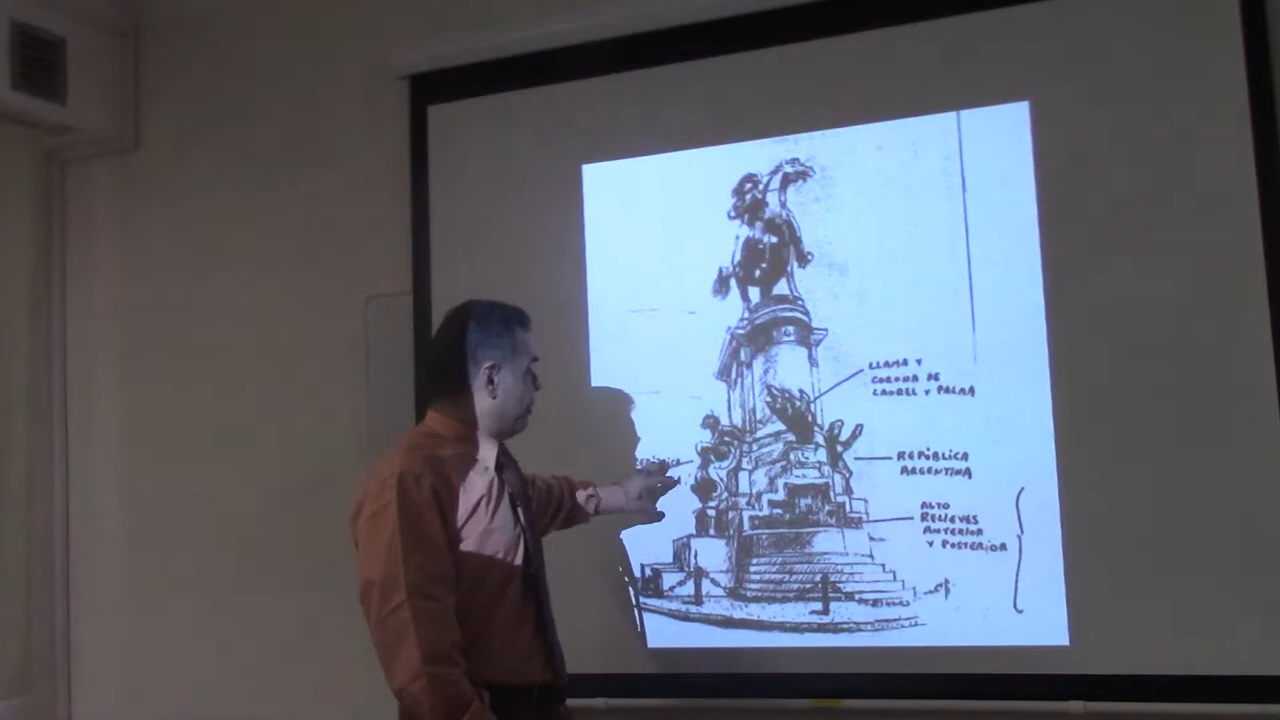 LLAMA Y
CORONA DE
LAUREL Y PALMA
REPÚBLICA
ARGENTINA
ALTO
RELIEVES
ANTERIOR
Y POSTERIOR